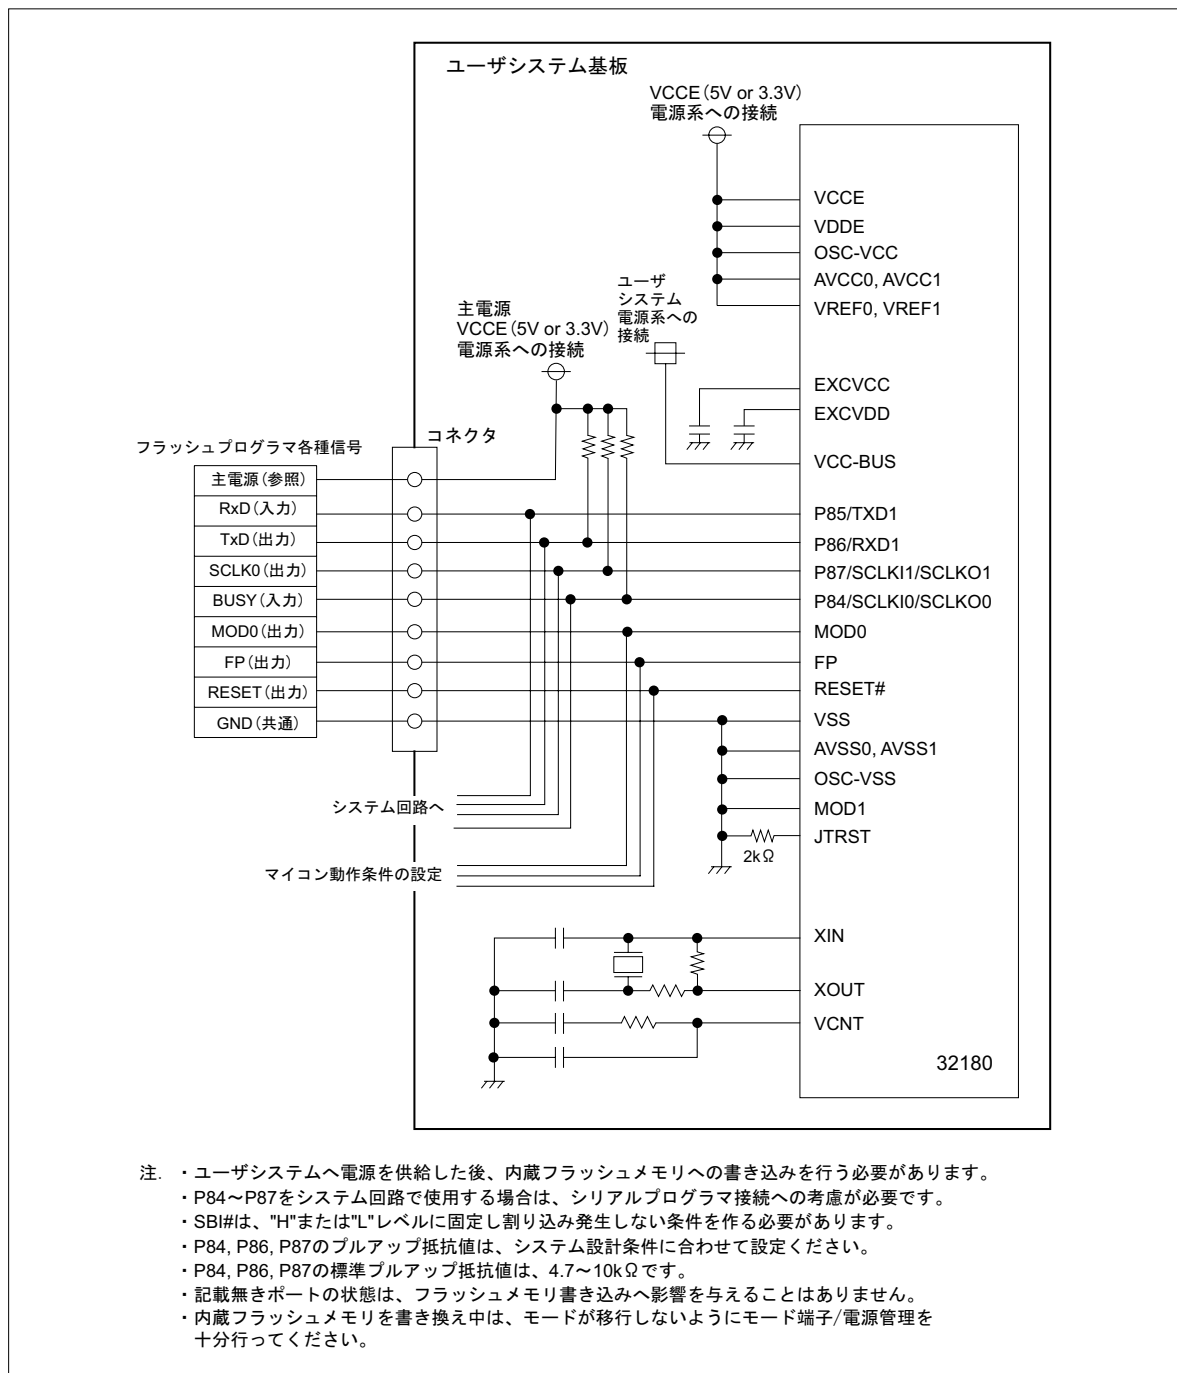 ユーザシステム基板
VCCE(5V or 3.3V)
電源系への接続
VCCE
VDDE
OSC-VCC
AVCC0, AVCC1
VREF0, VREF1
ユーザ
システム
電源系への
接続
主電源
VCCE(5V or 3.3V)
電源系への接続
EXCVCC
EXCVDD
VCC-BUS
コネクタ
フラッシュプログラマ各種信号
主電源(参照)
RxD(入力)
TxD(出力)
SCLK0(出力)
BUSY(入力)
MOD0(出力)
FP(出力)
RESET(出力)
GND(共通)
P85/TXD1
P86/RXD1
P87/SCLKI1/SCLKO1
P84/SCLKI0/SCLKO0
MOD0
FP
RESET#
VSS
AVSS0, AVSS1
OSC-VSS
MOD1
JTRST
2kΩ
システム回路へ
マイコン動作条件の設定
XIN
XOUT
VCNT
32180
注. ・ユーザシステムへ電源を供給した後、内蔵フラッシュメモリへの書き込みを行う必要があります。
・P84〜P87をシステム回路で使用する場合は、シリアルプログラマ接続への考慮が必要です。
・SBI#は、"H"または"L"レベルに固定し割り込み発生しない条件を作る必要があります。
・P84, P86, P87のプルアップ抵抗値は、システム設計条件に合わせて設定ください。
・P84, P86, P87の標準プルアップ抵抗値は、4.7〜10kΩです。
・記載無きポートの状態は、フラッシュメモリ書き込みへ影響を与えることはありません。
・内蔵フラッシュメモリを書き換え中は、モードが移行しないようにモード端子/電源管理を
十分行ってください。